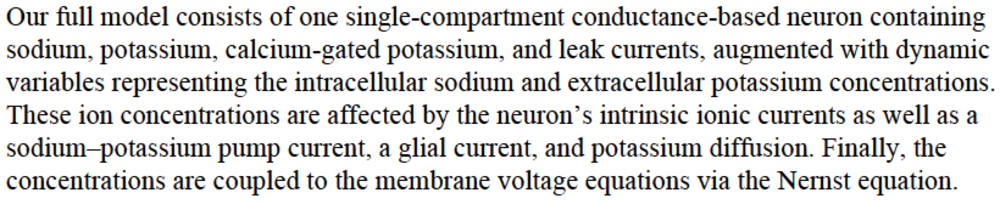 Our full model consists of one single-compartment conductance-based neuron containing
sodium, potassium, calcium-gated potassium, and leak currents, augmented with dynamic
variables representing the intracellular sodium and extracellular potassium concentrations.
These ion concentrations are affected by the neuron’s intrinsic ionic currents as well as a
sodium–potassium pump current, a glial current, and potassium diffusion. Finally, the
concentrations are coupled to the membrane voltage equations via the Nernst equation.